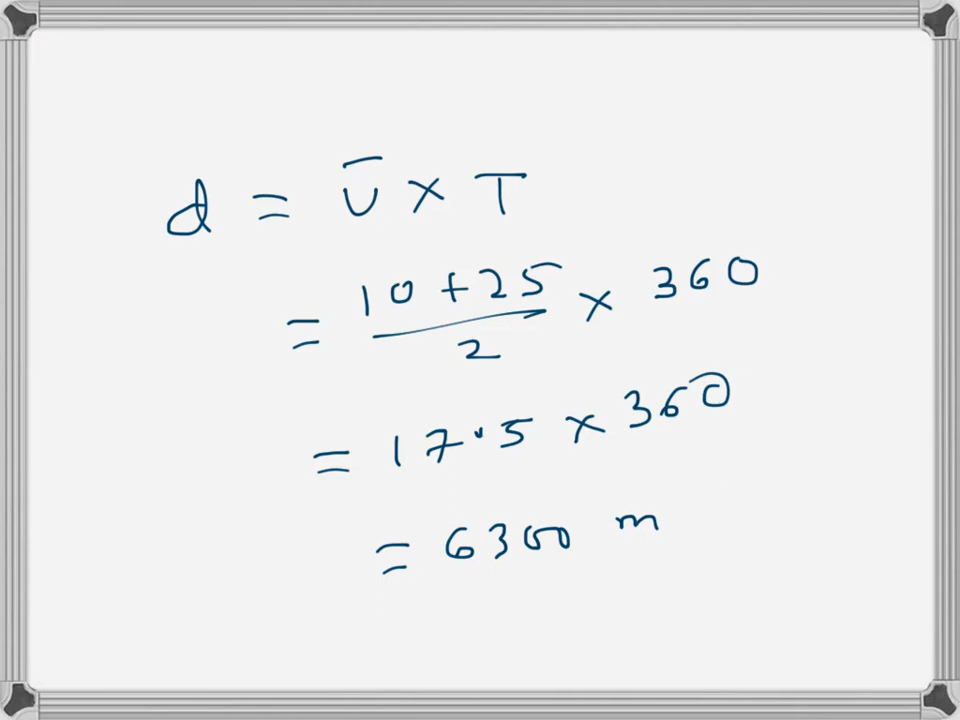 d = v̄ × T
= 10 + 25 / 2 × 360
= 17.5 × 360
= 6300 m